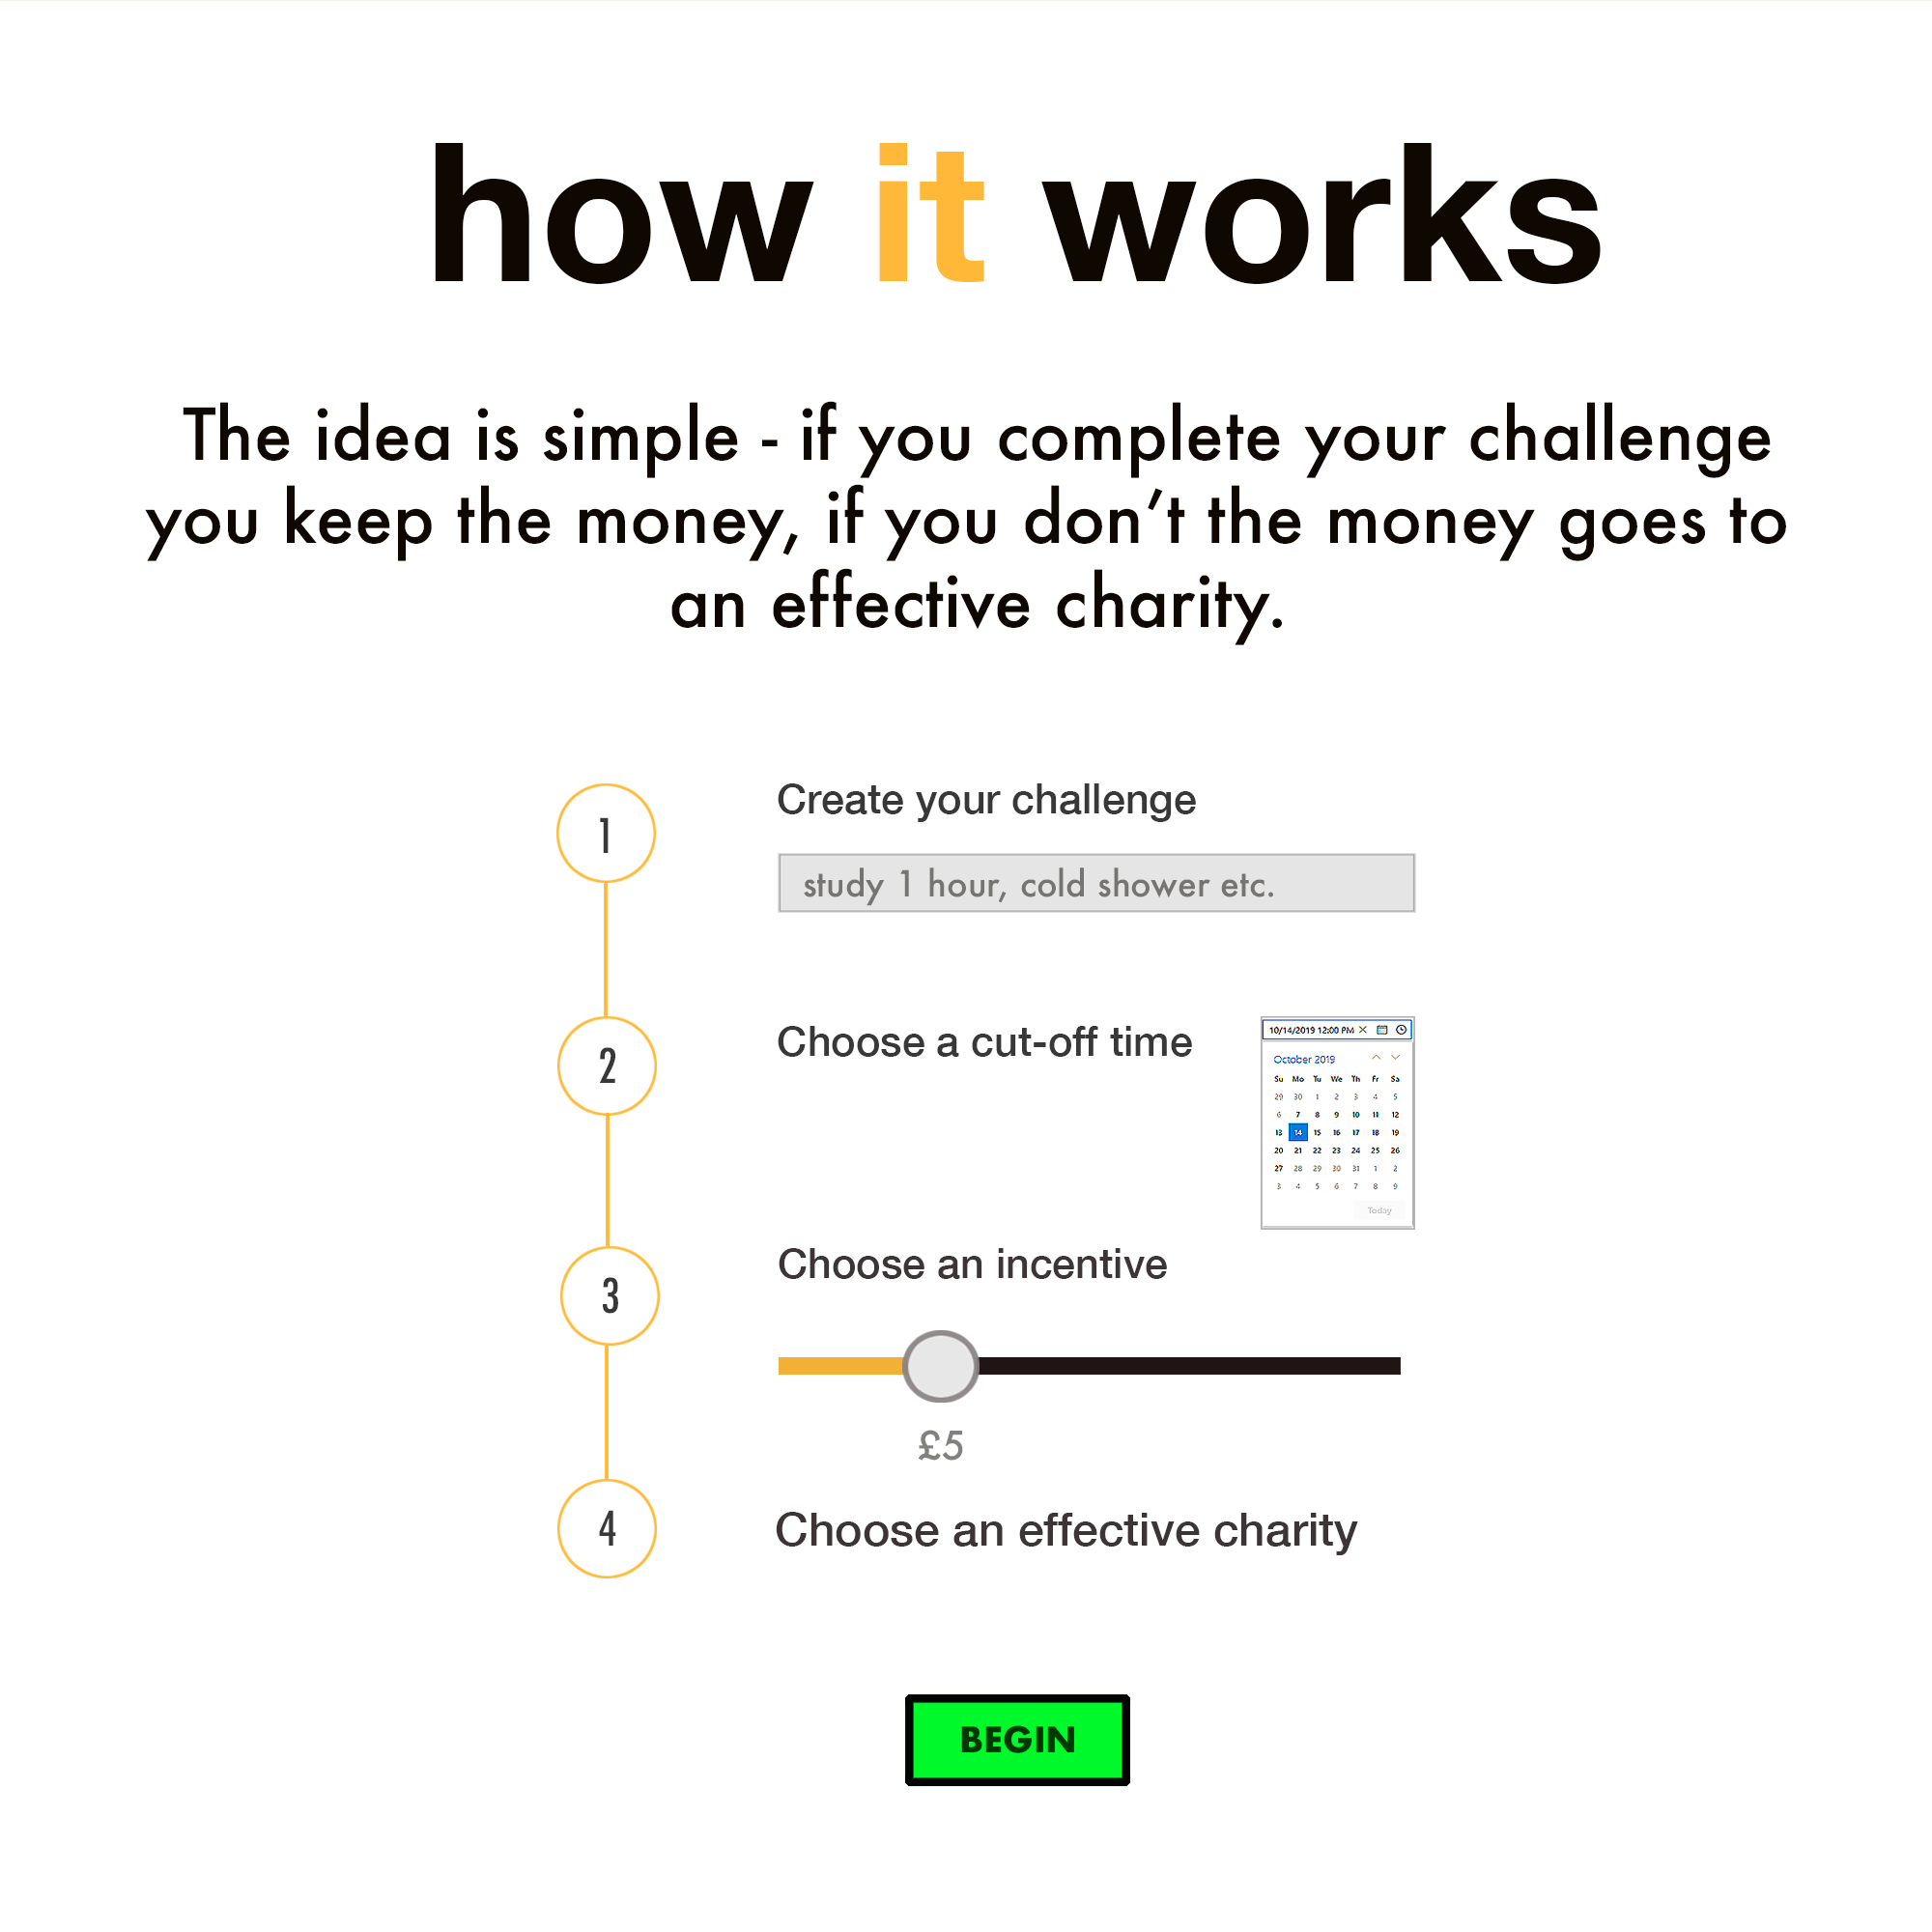 how it works
The idea is simple - if you complete your challenge
you keep the money, if you don’t the money goes to
an effective charity.
1
Create your challenge
study 1 hour, cold shower etc.
2
Choose a cut-off time
10/14/2019 12:00 PM
October 2019
Su Mo Tu We Th Fr Sa
29 30 1 2 3 4 5
6 7 8 9 10 11 12
13 14 15 16 17 18 19
20 21 22 23 24 25 26
27 28 29 30 31 1 2
3 4 5 6 7 8 9
Today
3
Choose an incentive
£5
4
Choose an effective charity
BEGIN